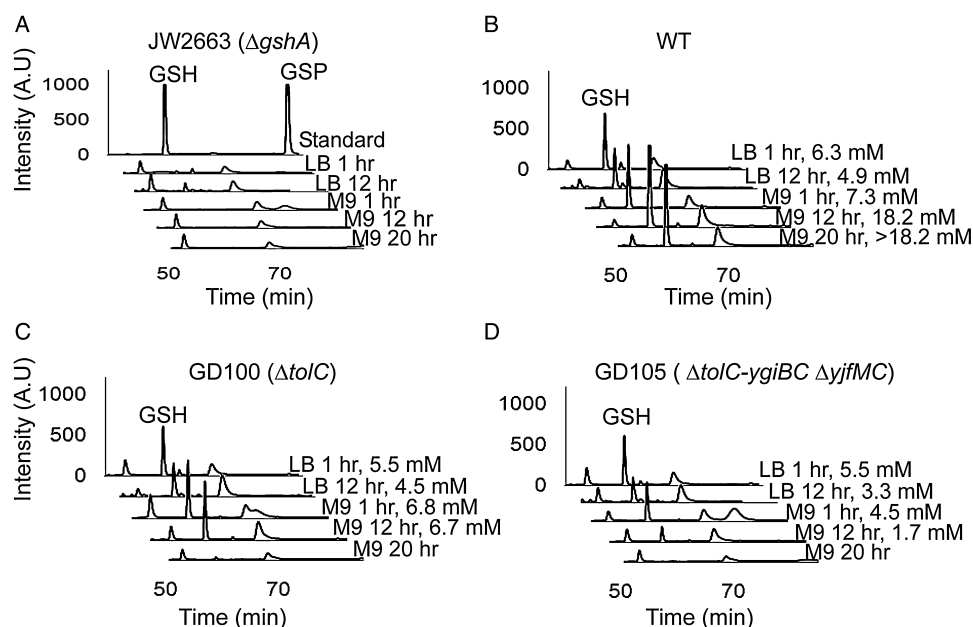 A
JW2663 (ΔgshA)
Intensity (A.U)
1000
500
0
GSH
GSP
Standard
LB 1 hr
LB 12 hr
M9 1 hr
M9 12 hr
M9 20 hr
50
70
Time (min)
B
WT
1000
500
0
GSH
LB 1 hr, 6.3 mM
LB 12 hr, 4.9 mM
M9 1 hr, 7.3 mM
M9 12 hr, 18.2 mM
M9 20 hr, >18.2 mM
50
70
Time (min)
C
GD100 (ΔtolC)
Intensity (A.U)
1000
500
0
GSH
LB 1 hr, 5.5 mM
LB 12 hr, 4.5 mM
M9 1 hr, 6.8 mM
M9 12 hr, 6.7 mM
M9 20 hr
50
70
Time (min)
D
GD105 ( ΔtolC-ygiBC ΔyjfMC)
1000
500
0
GSH
LB 1 hr, 5.5 mM
LB 12 hr, 3.3 mM
M9 1 hr, 4.5 mM
M9 12 hr, 1.7 mM
M9 20 hr
50
70
Time (min)